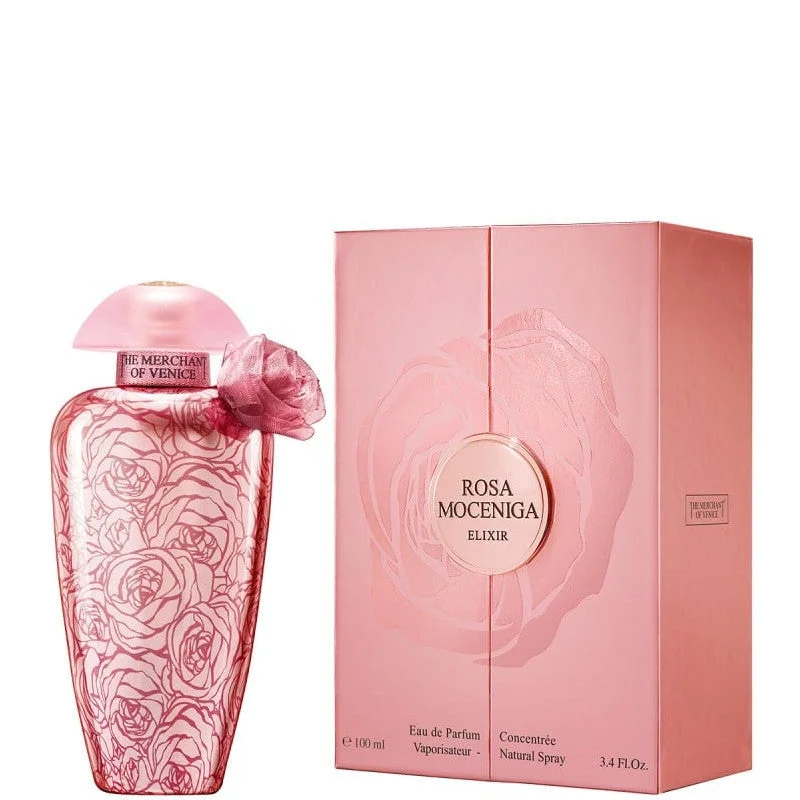 THE MERCHANT
OF VENICE
ROSA
MOCENIGA
ELIXIR
THE MERCHANT
OF VENICE
Eau de Parfum
Vaporisateur -
Concentrée
Natural Spray
℮ 100 ml
3.4 Fl.Oz.